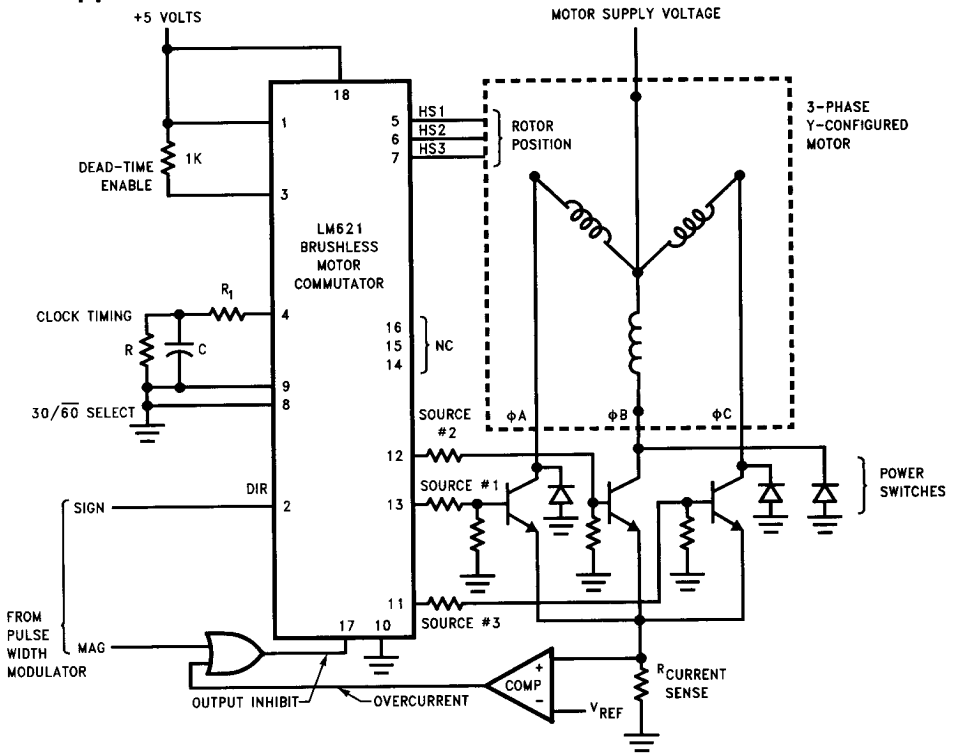 +5 VOLTS
MOTOR SUPPLY VOLTAGE
18
1
1K
DEAD-TIME
ENABLE
3
5
HS1
6
HS2
7
HS3
ROTOR
POSITION
3-PHASE
Y-CONFIGURED
MOTOR
LM621
BRUSHLESS
MOTOR
COMMUTATOR
R1
CLOCK TIMING
4
R
C
16
15
14
NC
9
8
30/60 SELECT
φA
φB
φC
SOURCE
#2
12
SOURCE #1
13
POWER
SWITCHES
DIR
SIGN
2
11
SOURCE #3
17
10
FROM
PULSE
WIDTH
MODULATOR
MAG
OUTPUT INHIBIT
OVERCURRENT
COMP
+
−
VREF
RCURRENT
SENSE